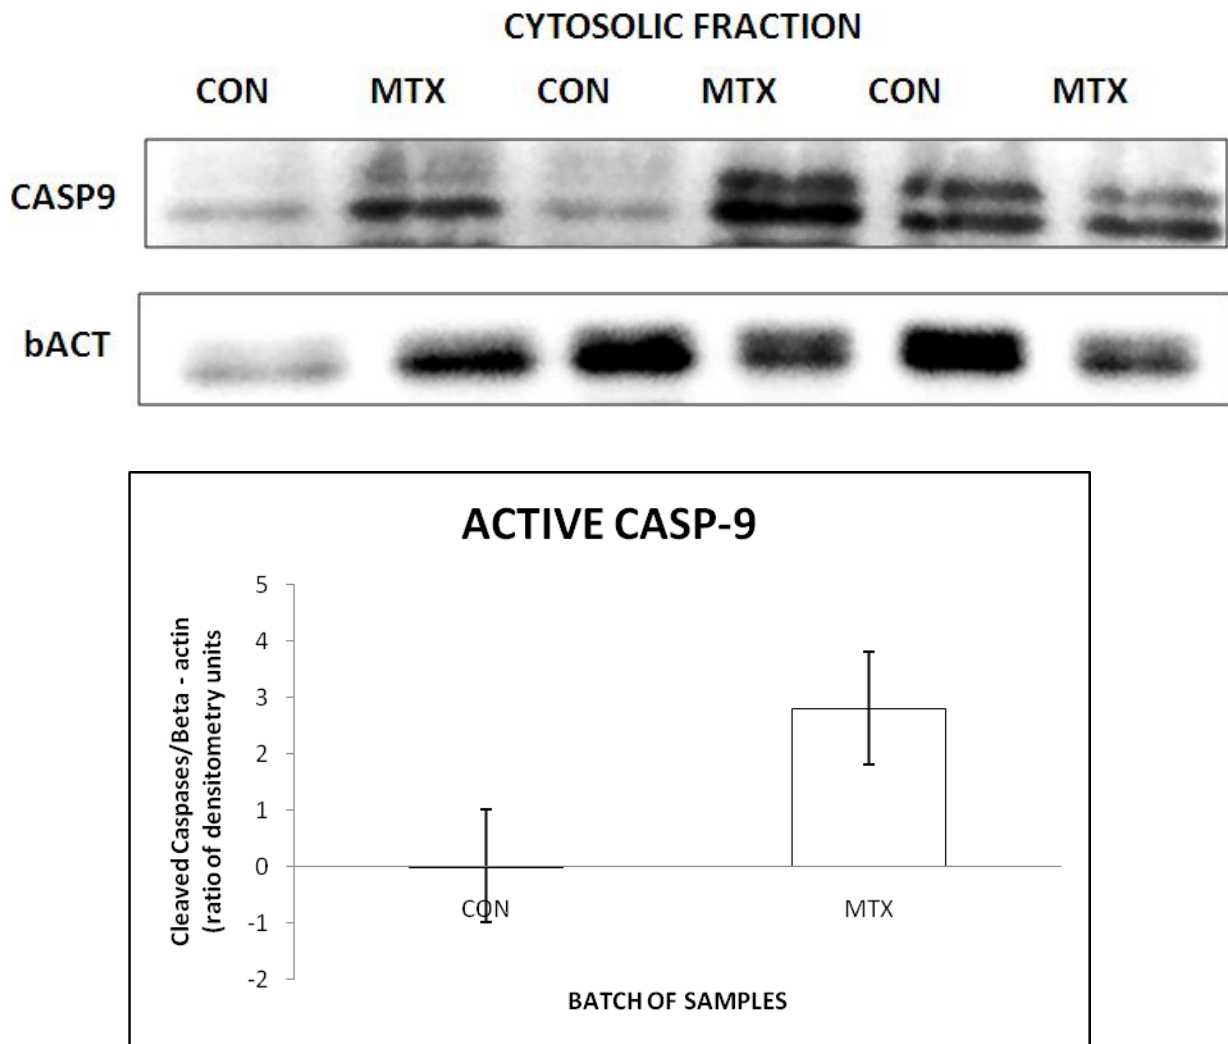 CYTOSOLIC FRACTION
CON MTX CON MTX CON MTX
CASP9
bACT
ACTIVE CASP-9
Cleaved Caspases/Beta - actin
(ratio of densitometry units
5
4
3
2
1
0
-1
-2
CON MTX
BATCH OF SAMPLES